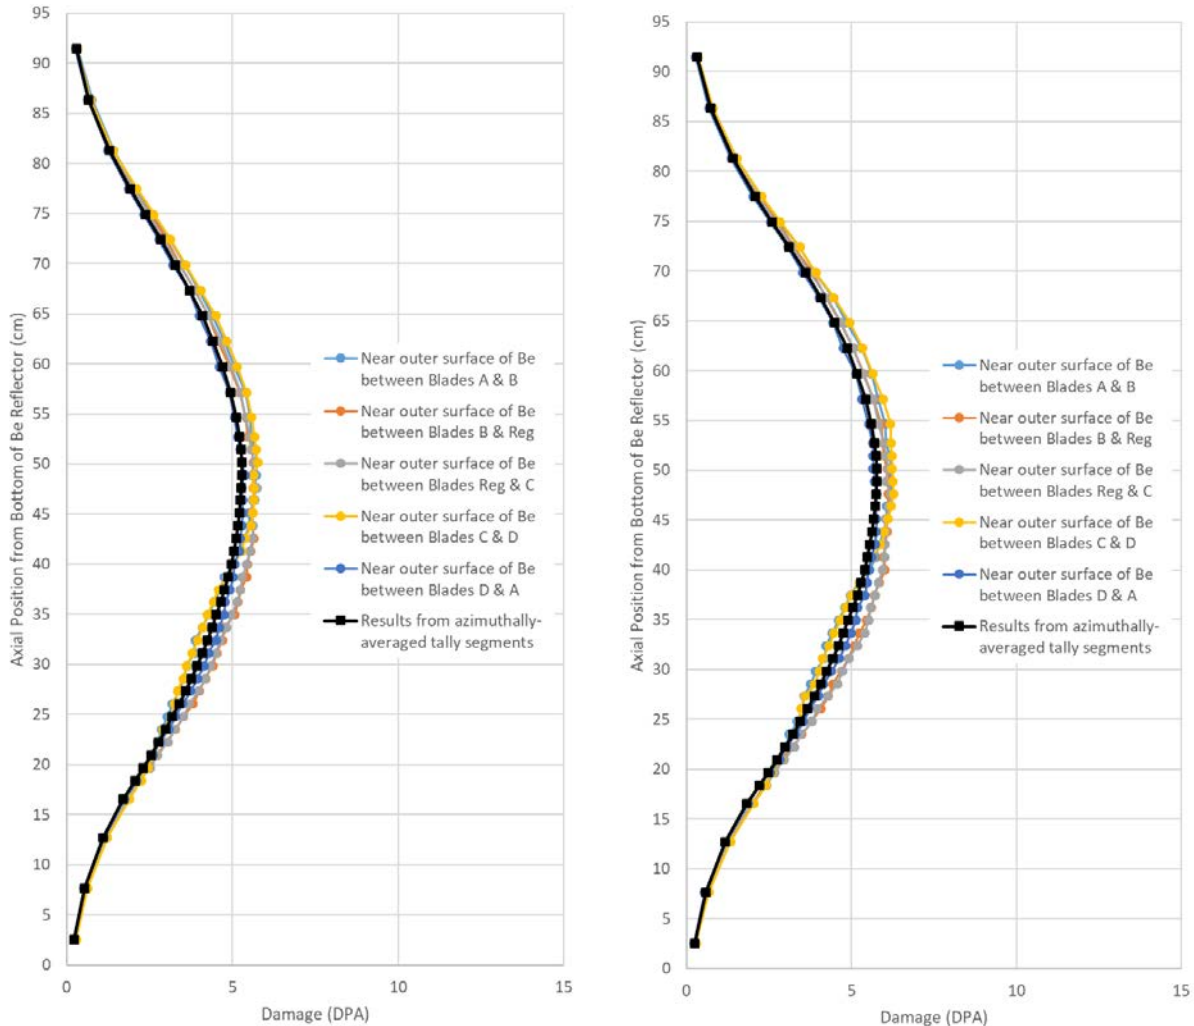 95
90
85
80
75
70
65
60
55
50
45
40
35
30
25
20
15
10
5
0
Axial Position from Bottom of Be Reflector (cm)
0
5
10
15
Damage (DPA)
Near outer surface of Be
between Blades A & B
Near outer surface of Be
between Blades B & Reg
Near outer surface of Be
between Blades Reg & C
Near outer surface of Be
between Blades C & D
Near outer surface of Be
between Blades D & A
Results from azimuthally-
averaged tally segments
95
90
85
80
75
70
65
60
55
50
45
40
35
30
25
20
15
10
5
0
Axial Position from Bottom of Be Reflector (cm)
0
5
10
15
Damage (DPA)
Near outer surface of Be
between Blades A & B
Near outer surface of Be
between Blades B & Reg
Near outer surface of Be
between Blades Reg & C
Near outer surface of Be
between Blades C & D
Near outer surface of Be
between Blades D & A
Results from azimuthally-
averaged tally segments